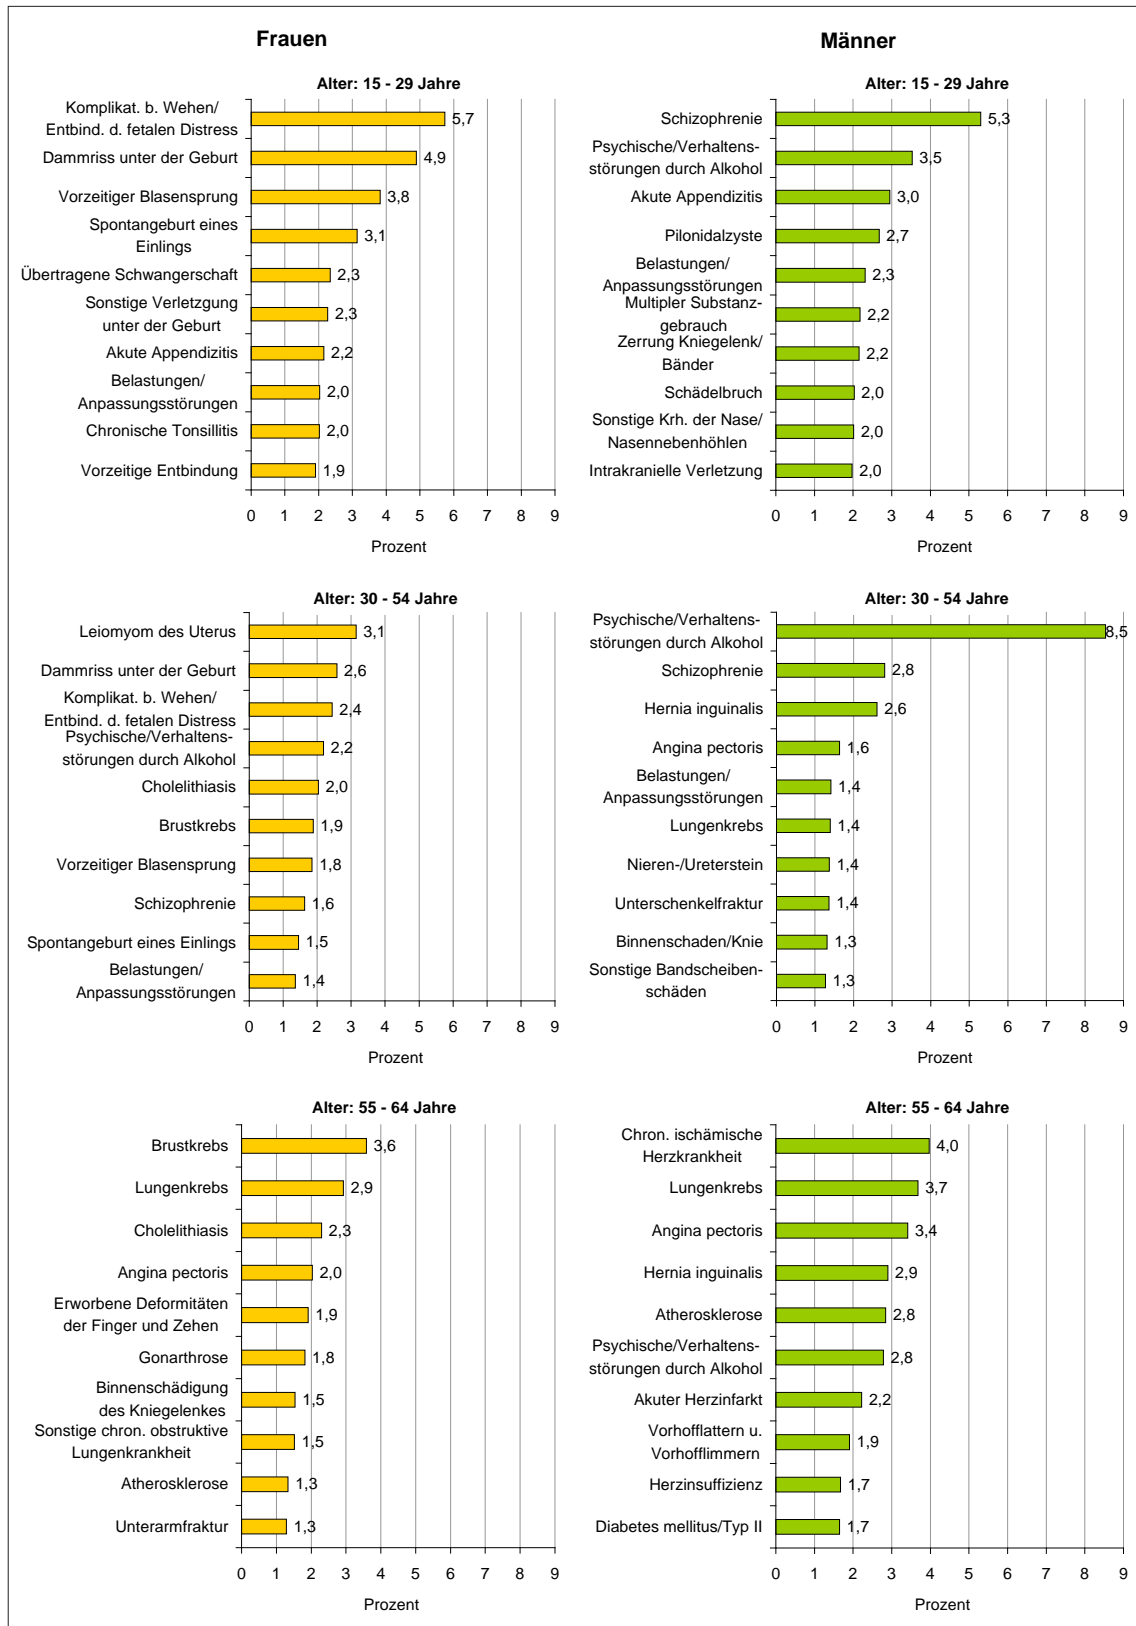 Frauen
Männer
Alter: 15 - 29 Jahre
Komplikat. b. Wehen/
Entbind. d. fetalen Distress
5,7
Dammriss unter der Geburt
4,9
Vorzeitiger Blasensprung
3,8
Spontangeburt eines
Einlings
3,1
Übertragene Schwangerschaft
2,3
Sonstige Verletzgung
unter der Geburt
2,3
Akute Appendizitis
2,2
Belastungen/
Anpassungsstörungen
2,0
Chronische Tonsillitis
2,0
Vorzeitige Entbindung
1,9
0 1 2 3 4 5 6 7 8 9
Prozent
Alter: 15 - 29 Jahre
Schizophrenie
5,3
Psychische/Verhaltens-
störungen durch Alkohol
3,5
Akute Appendizitis
3,0
Pilonidalzyste
2,7
Belastungen/
Anpassungsstörungen
2,3
Multipler Substanz-
gebrauch
2,2
Zerrung Kniegelenk/
Bänder
2,2
Schädelbruch
2,0
Sonstige Krh. der Nase/
Nasennebenhöhlen
2,0
Intrakranielle Verletzung
2,0
0 1 2 3 4 5 6 7 8 9
Prozent
Alter: 30 - 54 Jahre
Leiomyom des Uterus
3,1
Dammriss unter der Geburt
2,6
Komplikat. b. Wehen/
Entbind. d. fetalen Distress
2,4
Psychische/Verhaltens-
störungen durch Alkohol
2,2
Cholelithiasis
2,0
Brustkrebs
1,9
Vorzeitiger Blasensprung
1,8
Schizophrenie
1,6
Spontangeburt eines Einlings
1,5
Belastungen/
Anpassungsstörungen
1,4
0 1 2 3 4 5 6 7 8 9
Prozent
Alter: 30 - 54 Jahre
Psychische/Verhaltens-
störungen durch Alkohol
8,5
Schizophrenie
2,8
Hernia inguinalis
2,6
Angina pectoris
1,6
Belastungen/
Anpassungsstörungen
1,4
Lungenkrebs
1,4
Nieren-/Ureterstein
1,4
Unterschenkelfraktur
1,4
Binnenschaden/Knie
1,3
Sonstige Bandscheiben-
schäden
1,3
0 1 2 3 4 5 6 7 8 9
Prozent
Alter: 55 - 64 Jahre
Brustkrebs
3,6
Lungenkrebs
2,9
Cholelithiasis
2,3
Angina pectoris
2,0
Erworbene Deformitäten
der Finger und Zehen
1,9
Gonarthrose
1,8
Binnenschädigung
des Kniegelenkes
1,5
Sonstige chron. obstruktive
Lungenkrankheit
1,5
Atherosklerose
1,3
Unterarmfraktur
1,3
0 1 2 3 4 5 6 7 8 9
Prozent
Alter: 55 - 64 Jahre
Chron. ischämische
Herzkrankheit
4,0
Lungenkrebs
3,7
Angina pectoris
3,4
Hernia inguinalis
2,9
Atherosklerose
2,8
Psychische/Verhaltens-
störungen durch Alkohol
2,8
Akuter Herzinfarkt
2,2
Vorhofflattern u.
Vorhofflimmern
1,9
Herzinsuffizienz
1,7
Diabetes mellitus/Typ II
1,7
0 1 2 3 4 5 6 7 8 9
Prozent